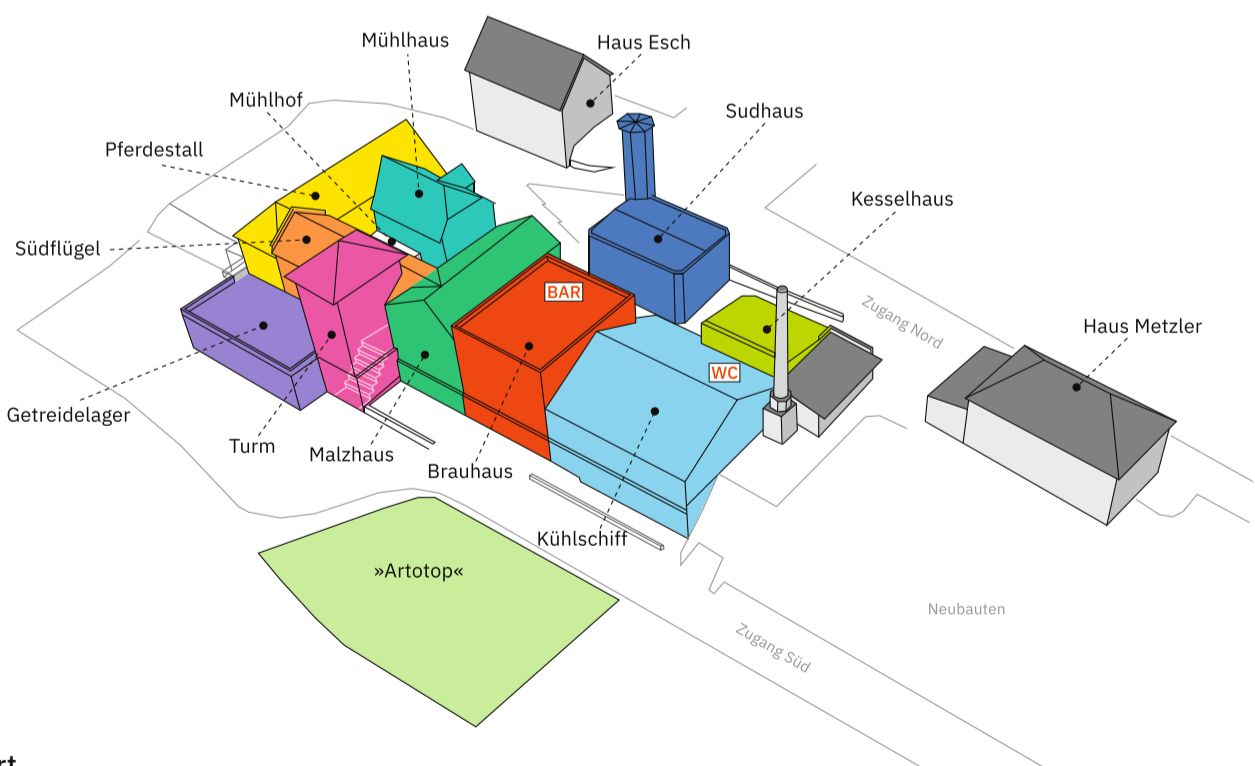 Mühlhaus
Haus Esch
Mühlhof
Sudhaus
Pferdestall
Kesselhaus
Südflügel
BAR
Zugang Nord
Haus Metzler
WC
Getreidelager
Turm
Malzhaus
Brauhaus
Kühlschiff
»Artotop«
Neubauten
Zugang Süd